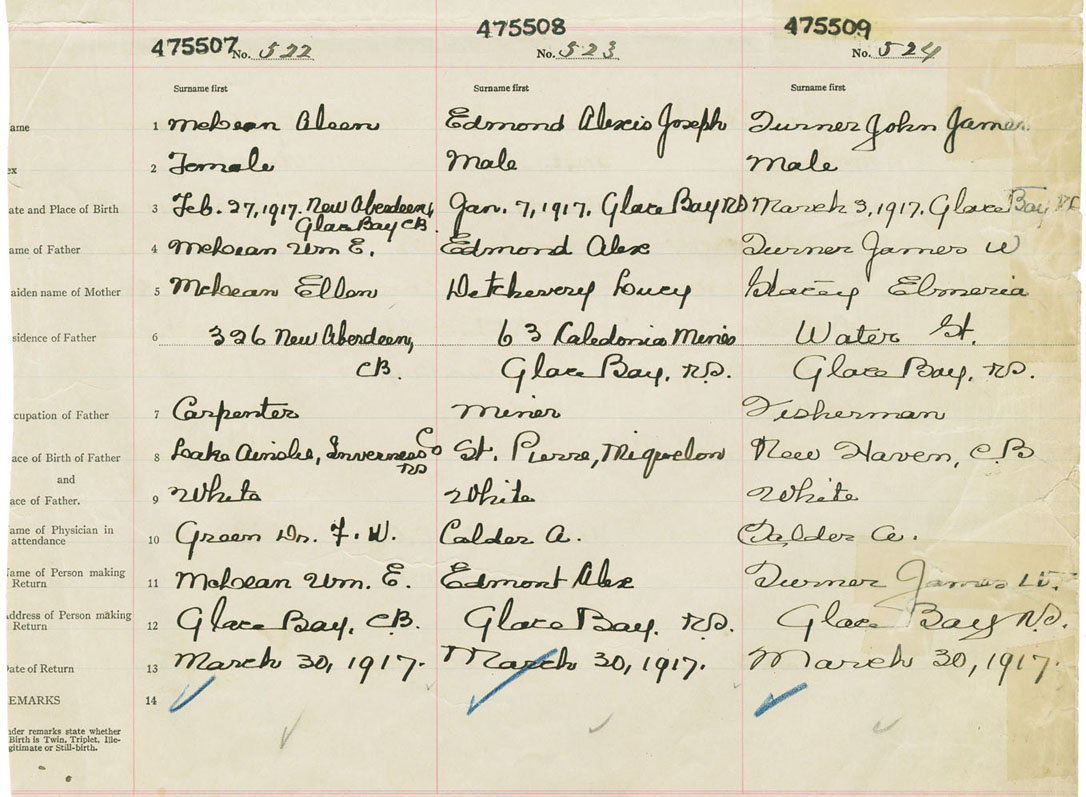 475507 475508 475509
No. 522 No. 523 No. 524
Surname first Surname first Surname first
ame 1 McLean Aleen Edmond Alexis Joseph Turner John James
ex 2 Female Male Male
ate and Place of Birth 3 Feb. 27, 1917. New Aberdeen, Jan. 7, 1917. Glace Bay NS March 3, 1917. Glace Bay NS
Glace Bay CB.
ame of Father 4 McLean Wm E. Edmond Alex Turner James W
aiden name of Mother 5 McLean Ellen Detcheverry Lucy Stacey Elmeria
sidence of Father 6 326 New Aberdeen, 63 Caledonia Mines Water St.
CB. Glace Bay, N.S. Glace Bay, N.S.
cupation of Father 7 Carpenter Miner Fisherman
ace of Birth of Father 8 Lake Ainslie, Inverness Co NS St. Pierre, Miquelon New Haven, C.B
and
ace of Father. 9 White White White
ame of Physician in
attendance 10 Green Dr. F. W. Calder A. Calder A.
ame of Person making
Return 11 McLean Wm. E. Edmont Alex Turner James W.
ddress of Person making
Return 12 Glace Bay, C.B. Glace Bay. N.S. Glace Bay N.S.
ate of Return 13 March 30, 1917. March 30, 1917. March 30, 1917.
EMARKS 14
nder remarks state whether
Birth is Twin, Triplet, Ille-
gitimate or Still-birth.